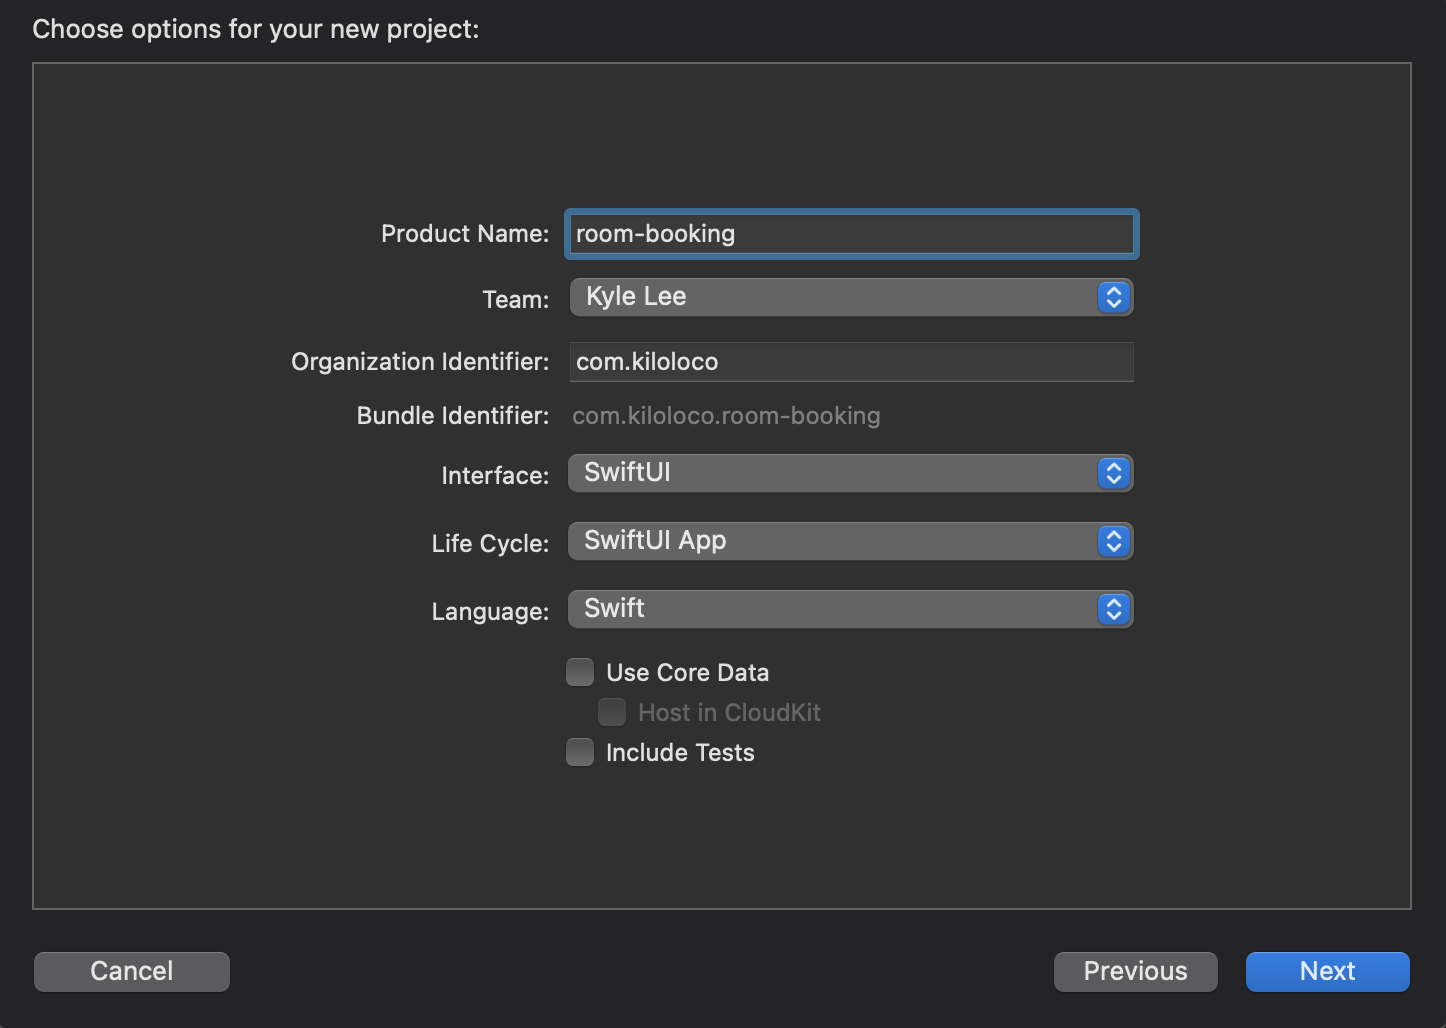 Choose options for your new project:
Product Name: room-booking
Team: Kyle Lee
Organization Identifier: com.kiloloco
Bundle Identifier: com.kiloloco.room-booking
Interface: SwiftUI
Life Cycle: SwiftUI App
Language: Swift
Use Core Data
Host in CloudKit
Include Tests
Cancel Previous Next